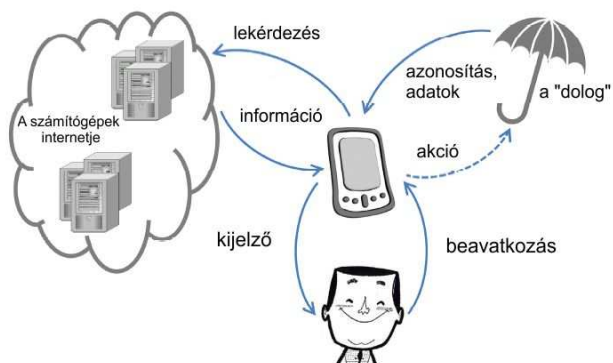 lekérdezés
azonosítás,
adatok
a "dolog"
A számítógépek
internetje
információ
akció
kijelző
beavatkozás